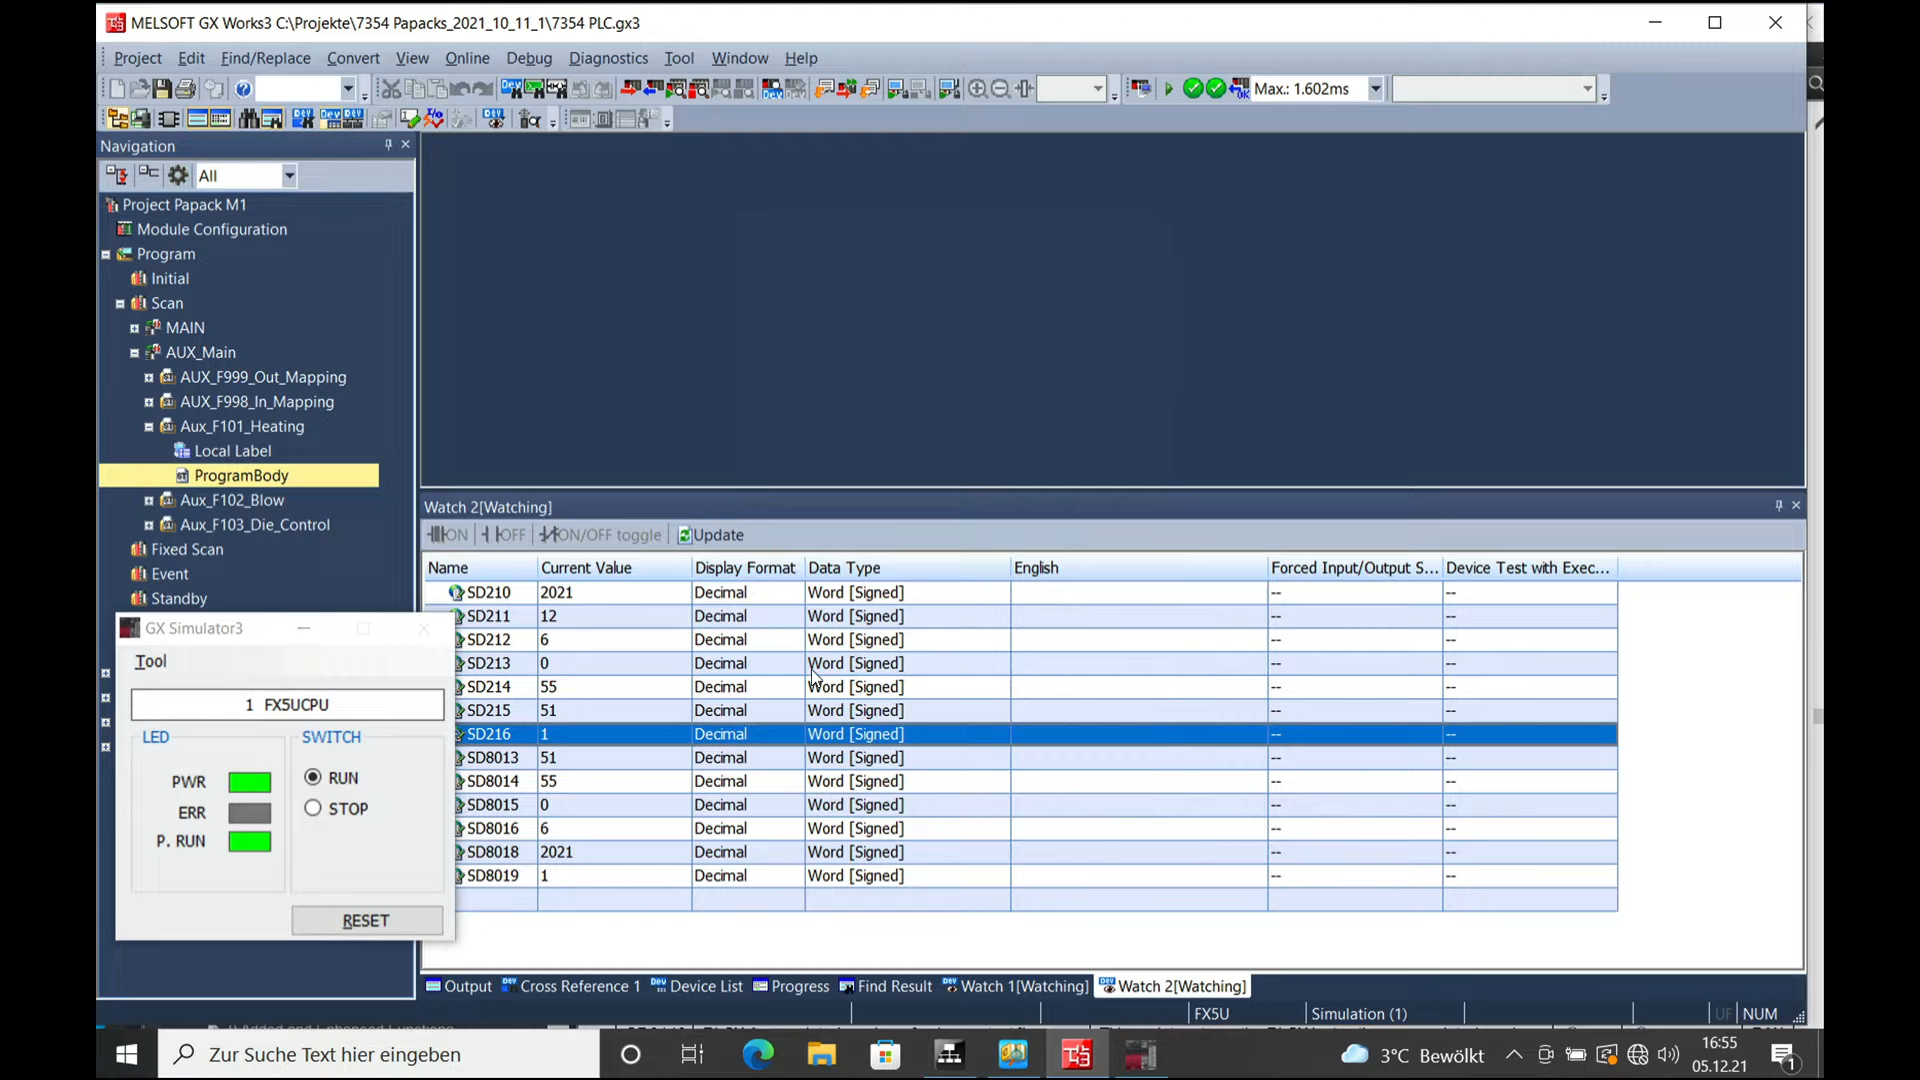 MELSOFT GX Works3 C:\Projekte\7354 Papacks_2021_10_11_1\7354 PLC.gx3
Project Edit Find/Replace Convert View Online Debug Diagnostics Tool Window Help
Max.: 1.602ms
Navigation
All
Project Papack M1
Module Configuration
Program
Initial
Scan
MAIN
AUX_Main
AUX_F999_Out_Mapping
AUX_F998_In_Mapping
Aux_F101_Heating
Local Label
ProgramBody
Aux_F102_Blow
Aux_F103_Die_Control
Fixed Scan
Event
Standby
GX Simulator3
Tool
1 FX5UCPU
LED SWITCH
PWR RUN
ERR STOP
P. RUN
RESET
Watch 2[Watching]
ON OFF ON/OFF toggle Update
Name Current Value Display Format Data Type English Forced Input/Output S... Device Test with Exec...
SD210 2021 Decimal Word [Signed] -- --
SD211 12 Decimal Word [Signed] -- --
SD212 6 Decimal Word [Signed] -- --
SD213 0 Decimal Word [Signed] -- --
SD214 55 Decimal Word [Signed] -- --
SD215 51 Decimal Word [Signed] -- --
SD216 1 Decimal Word [Signed] -- --
SD8013 51 Decimal Word [Signed] -- --
SD8014 55 Decimal Word [Signed] -- --
SD8015 0 Decimal Word [Signed] -- --
SD8016 6 Decimal Word [Signed] -- --
SD8018 2021 Decimal Word [Signed] -- --
SD8019 1 Decimal Word [Signed] -- --
Output Cross Reference 1 Device List Progress Find Result Watch 1[Watching] Watch 2[Watching]
FX5U Simulation (1) UF NUM
Zur Suche Text hier eingeben
3°C Bewölkt
16:55
05.12.21
1